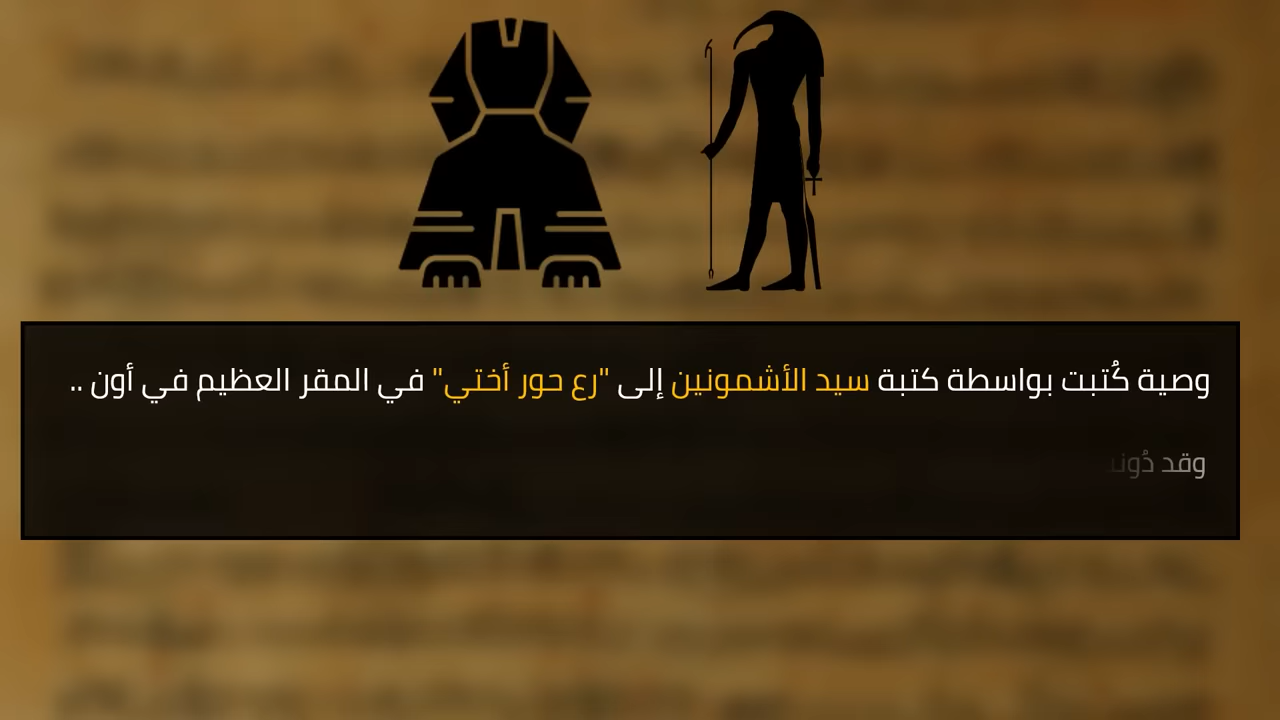 وصية كُتبت بواسطة كتبة سيد الأشمونين إلى "رع حور أختي" في المقر العظيم في أون ..
وقد